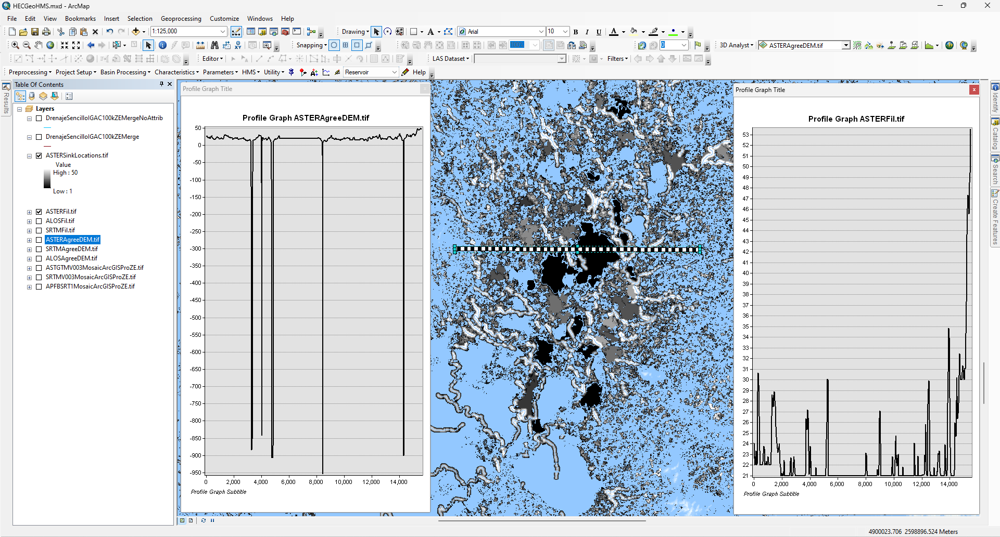 HECGeoHMS.mxd - ArcMap
File Edit View Bookmarks Insert Selection Geoprocessing Customize Windows Help
1:125,000 Drawing A Arial 10 B I U A
Snapping 100% 0 3D Analyst ASTERAgreeDEM.tif
Editor LAS Dataset Filters
Preprocessing Project Setup Basin Processing Characteristics Parameters HMS Utility Reservoir Help
Results
Table Of Contents
Layers
DrenajeSencilloIGAC100kZEMergeNoAttrib
DrenajeSencilloIGAC100kZEMerge
ASTERSinkLocations.tif
Value
High : 50
Low : 1
ASTERFil.tif
ALOSFil.tif
SRTMFil.tif
ASTERAgreeDEM.tif
SRTMAgreeDEM.tif
ALOSAgreeDEM.tif
ASTGTMV003MosaicArcGISProZE.tif
SRTMV003MosaicArcGISProZE.tif
APFBSRT1MosaicArcGISProZE.tif
Profile Graph Title
Profile Graph ASTERAgreeDEM.tif
50
0
-50
-100
-150
-200
-250
-300
-350
-400
-450
-500
-550
-600
-650
-700
-750
-800
-850
-900
-950
0 2,000 4,000 6,000 8,000 10,000 12,000 14,000
Profile Graph Subtitle
Profile Graph Title
Profile Graph ASTERFil.tif
53
52
51
50
49
48
47
46
45
44
43
42
41
40
39
38
37
36
35
34
33
32
31
30
29
28
27
26
25
24
23
22
21
0 2,000 4,000 6,000 8,000 10,000 12,000 14,000
Profile Graph Subtitle
Identify
Catalog
Search
Create Features
4900023.706 2598896.524 Meters